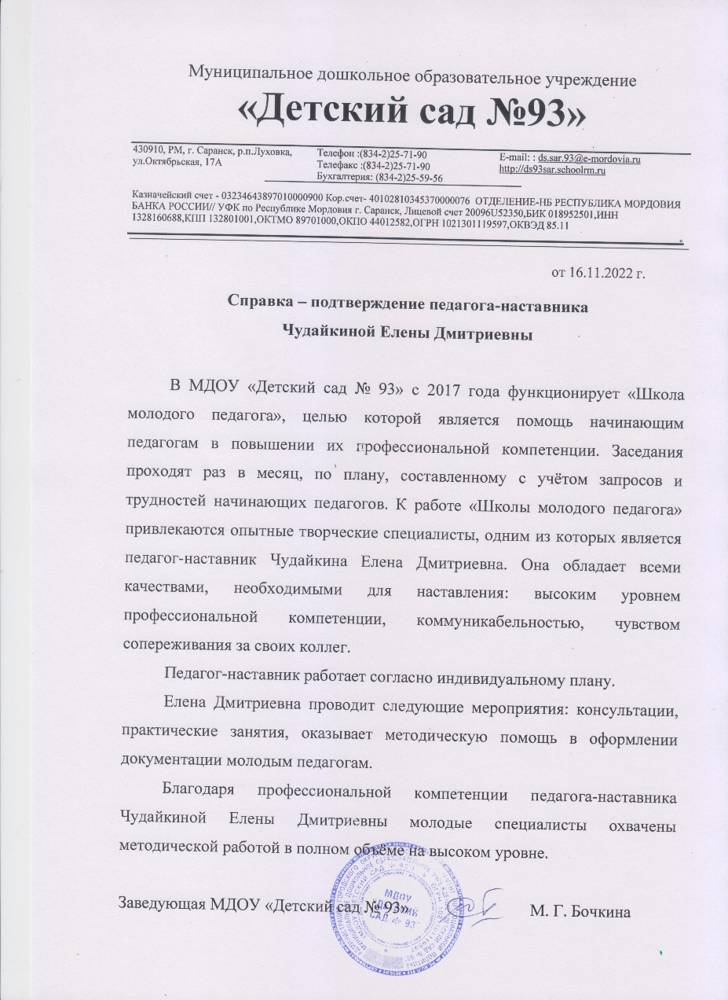 Муниципальное дошкольное образовательное учреждение
«Детский сад №93»
430910, РМ, г. Саранск, р.п.Луховка,
ул.Октябрьская, 17А
Телефон :(834-2)25-71-90
Телефакс :(834-2)25-71-90
Бухгалтерия: (834-2)25-59-56
E-mail: : ds.sar.93@e-mordovia.ru
http://ds93sar.schoolrm.ru
Казначейский счет - 03234643897010000900 Кор.счет- 40102810345370000076 ОТДЕЛЕНИЕ-НБ РЕСПУБЛИКА МОРДОВИЯ
БАНКА РОССИИ// УФК по Республике Мордовия г. Саранск, Лицевой счет 20096U52350,БИК 018952501,ИНН
1328160688,КПП 132801001,ОКТМО 89701000,ОКПО 44012582,ОГРН 1021301119597,ОКВЭД 85.11
от 16.11.2022 г.
Справка – подтверждение педагога-наставника
Чудайкиной Елены Дмитриевны
В МДОУ «Детский сад № 93» с 2017 года функционирует «Школа
молодого педагога», целью которой является помощь начинающим
педагогам в повышении их профессиональной компетенции. Заседания
проходят раз в месяц, по плану, составленному с учётом запросов и
трудностей начинающих педагогов. К работе «Школы молодого педагога»
привлекаются опытные творческие специалисты, одним из которых является
педагог-наставник Чудайкина Елена Дмитриевна. Она обладает всеми
качествами, необходимыми для наставления: высоким уровнем
профессиональной компетенции, коммуникабельностью, чувством
сопереживания за своих коллег.
Педагог-наставник работает согласно индивидуальному плану.
Елена Дмитриевна проводит следующие мероприятия: консультации,
практические занятия, оказывает методическую помощь в оформлении
документации молодым педагогам.
Благодаря профессиональной компетенции педагога-наставника
Чудайкиной Елены Дмитриевны молодые специалисты охвачены
методической работой в полном объёме на высоком уровне.
Заведующая МДОУ «Детский сад № 93»
М. Г. Бочкина
МДОУ
"ДЕТСКИЙ
САД № 93"